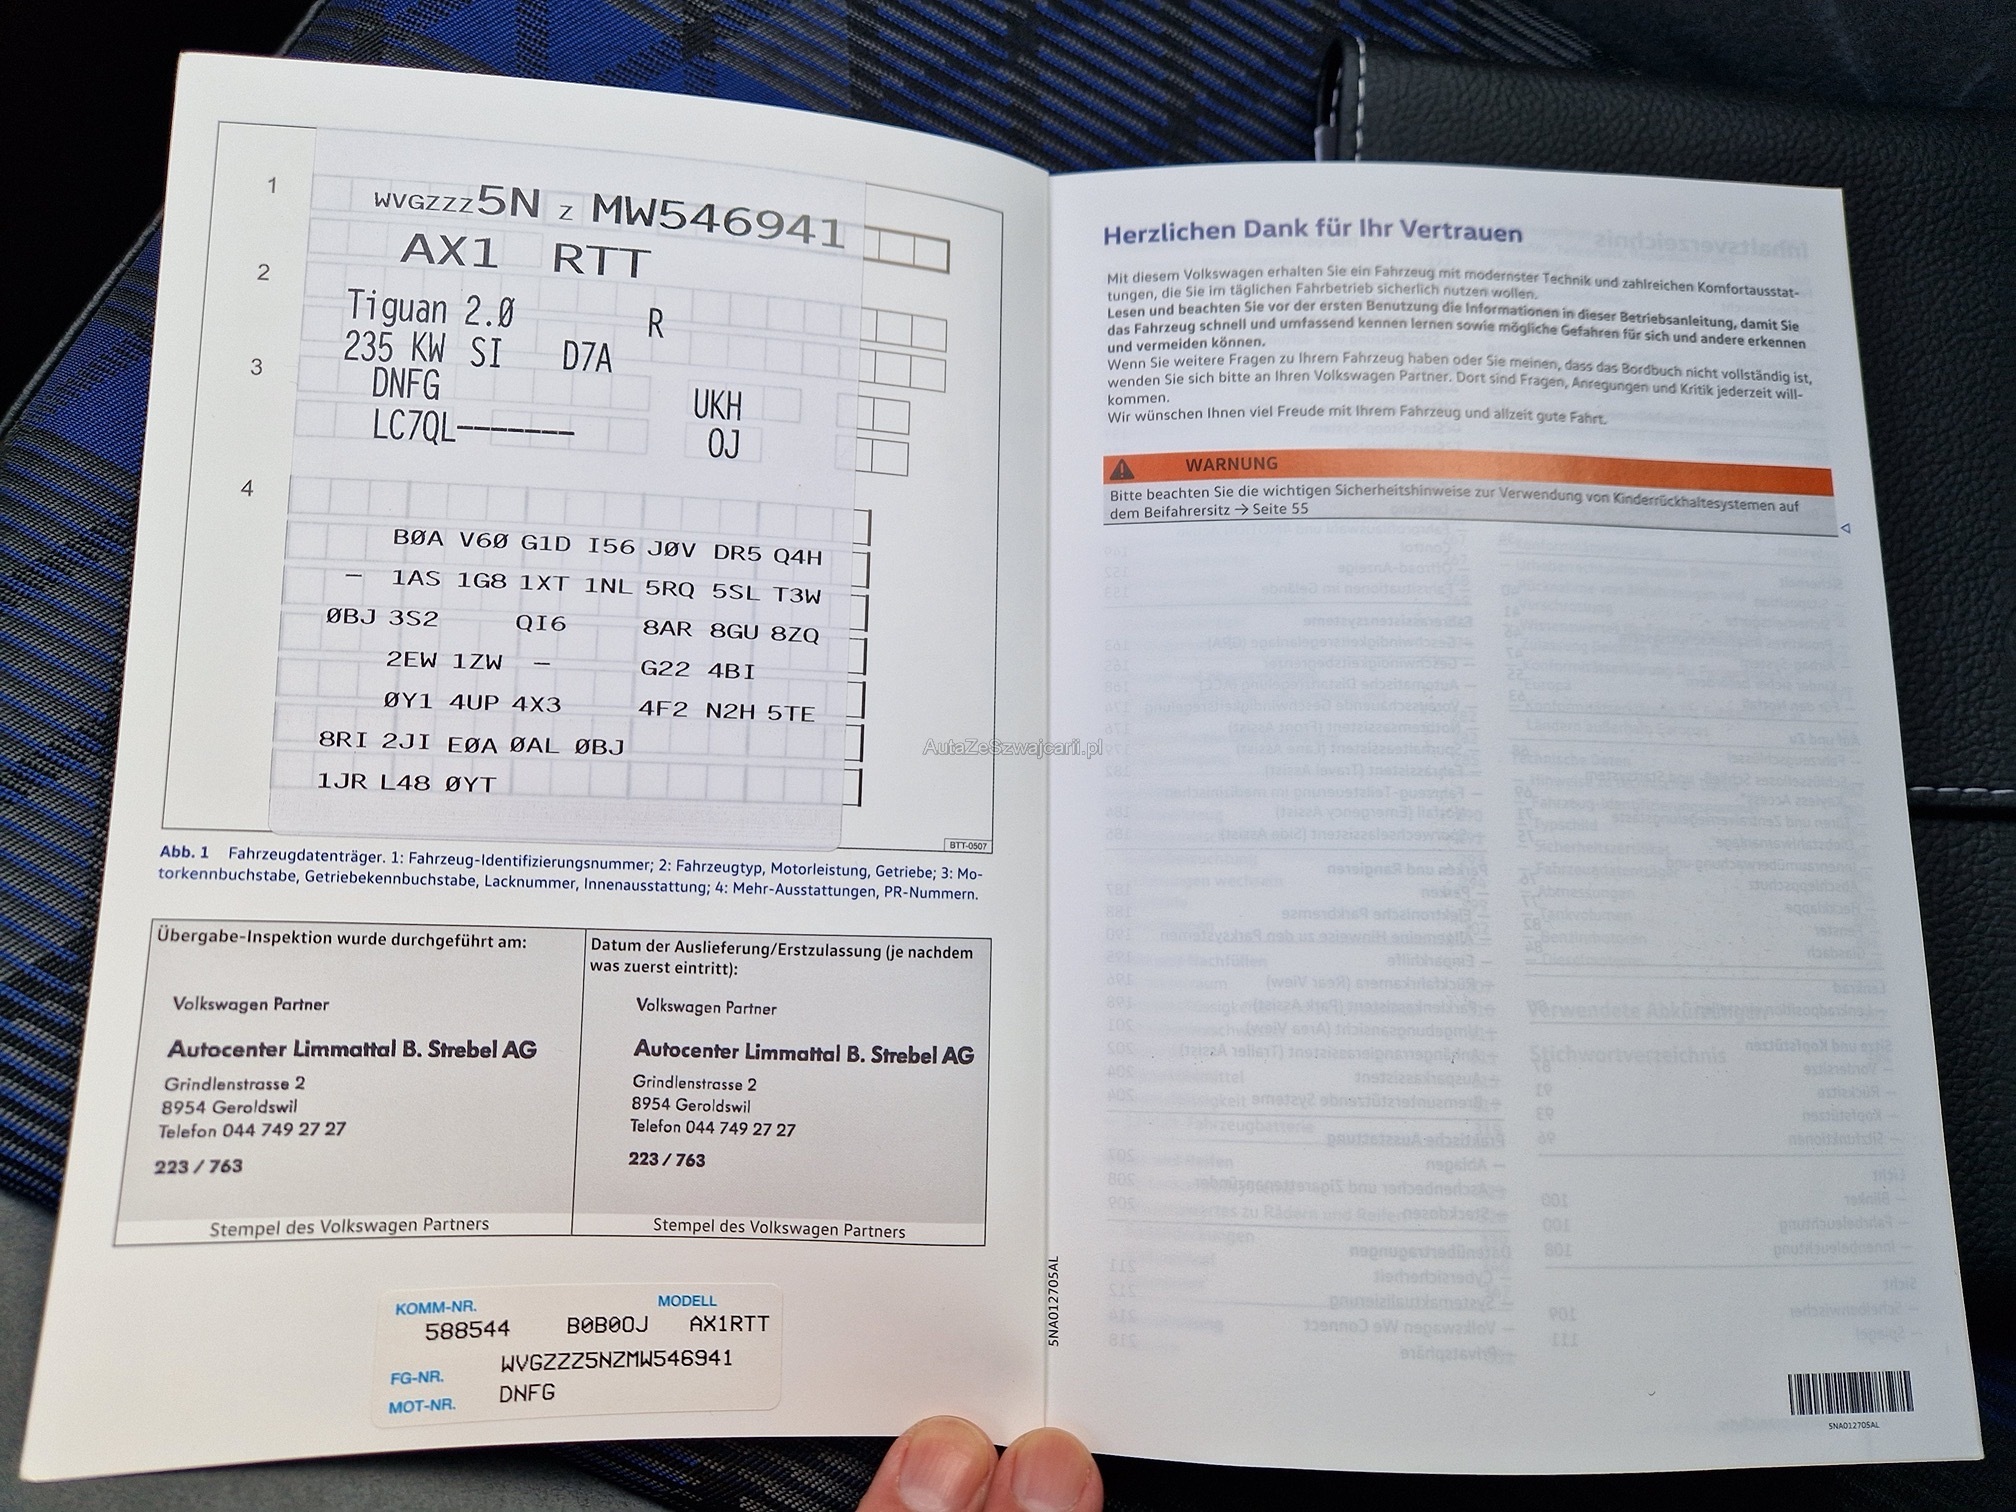 1
WVGZZZ5N Z MW546941
AX1 RTT
2
Tiguan 2.0 R
235 KW SI D7A
3
DNFG UKH
LC7QL------- OJ
4
B0A V60 G1D I56 J0V DR5 Q4H
- 1AS 1G8 1XT 1NL 5RQ 5SL T3W
0BJ 3S2 QI6 8AR 8GU 8ZQ
2EW 1ZW - G22 4BI
0Y1 4UP 4X3 4F2 N2H 5TE
8RI 2JI E0A 0AL 0BJ
1JR L48 0YT
BTT-0507
Abb. 1 Fahrzeugdatenträger. 1: Fahrzeug-Identifizierungsnummer; 2: Fahrzeugtyp, Motorleistung, Getriebe; 3: Mo-
torkennbuchstabe, Getriebekennbuchstabe, Lacknummer, Innenausstattung; 4: Mehr-Ausstattungen, PR-Nummern.
Übergabe-Inspektion wurde durchgeführt am:
Volkswagen Partner
Autocenter Limmattal B. Strebel AG
Grindlenstrasse 2
8954 Geroldswil
Telefon 044 749 27 27
223 / 763
Stempel des Volkswagen Partners
Datum der Auslieferung/Erstzulassung (je nachdem
was zuerst eintritt):
Volkswagen Partner
Autocenter Limmattal B. Strebel AG
Grindlenstrasse 2
8954 Geroldswil
Telefon 044 749 27 27
223 / 763
Stempel des Volkswagen Partners
KOMM-NR. MODELL
588544 B0B00J AX1RTT
FG-NR. WVGZZZ5NZMW546941
MOT-NR. DNFG
5NA012705AL
Herzlichen Dank für Ihr Vertrauen
Mit diesem Volkswagen erhalten Sie ein Fahrzeug mit modernster Technik und zahlreichen Komfortausstat-
tungen, die Sie im täglichen Fahrbetrieb sicherlich nutzen wollen.
Lesen und beachten Sie vor der ersten Benutzung die Informationen in dieser Betriebsanleitung, damit Sie
das Fahrzeug schnell und umfassend kennen lernen sowie mögliche Gefahren für sich und andere erkennen
und vermeiden können.
Wenn Sie weitere Fragen zu Ihrem Fahrzeug haben oder Sie meinen, dass das Bordbuch nicht vollständig ist,
wenden Sie sich bitte an Ihren Volkswagen Partner. Dort sind Fragen, Anregungen und Kritik jederzeit will-
kommen.
Wir wünschen Ihnen viel Freude mit Ihrem Fahrzeug und allzeit gute Fahrt.
WARNUNG
Bitte beachten Sie die wichtigen Sicherheitshinweise zur Verwendung von Kinderrückhaltesystemen auf
dem Beifahrersitz → Seite 55
5NA012705AL
AutaZeSzwajcarii.pl